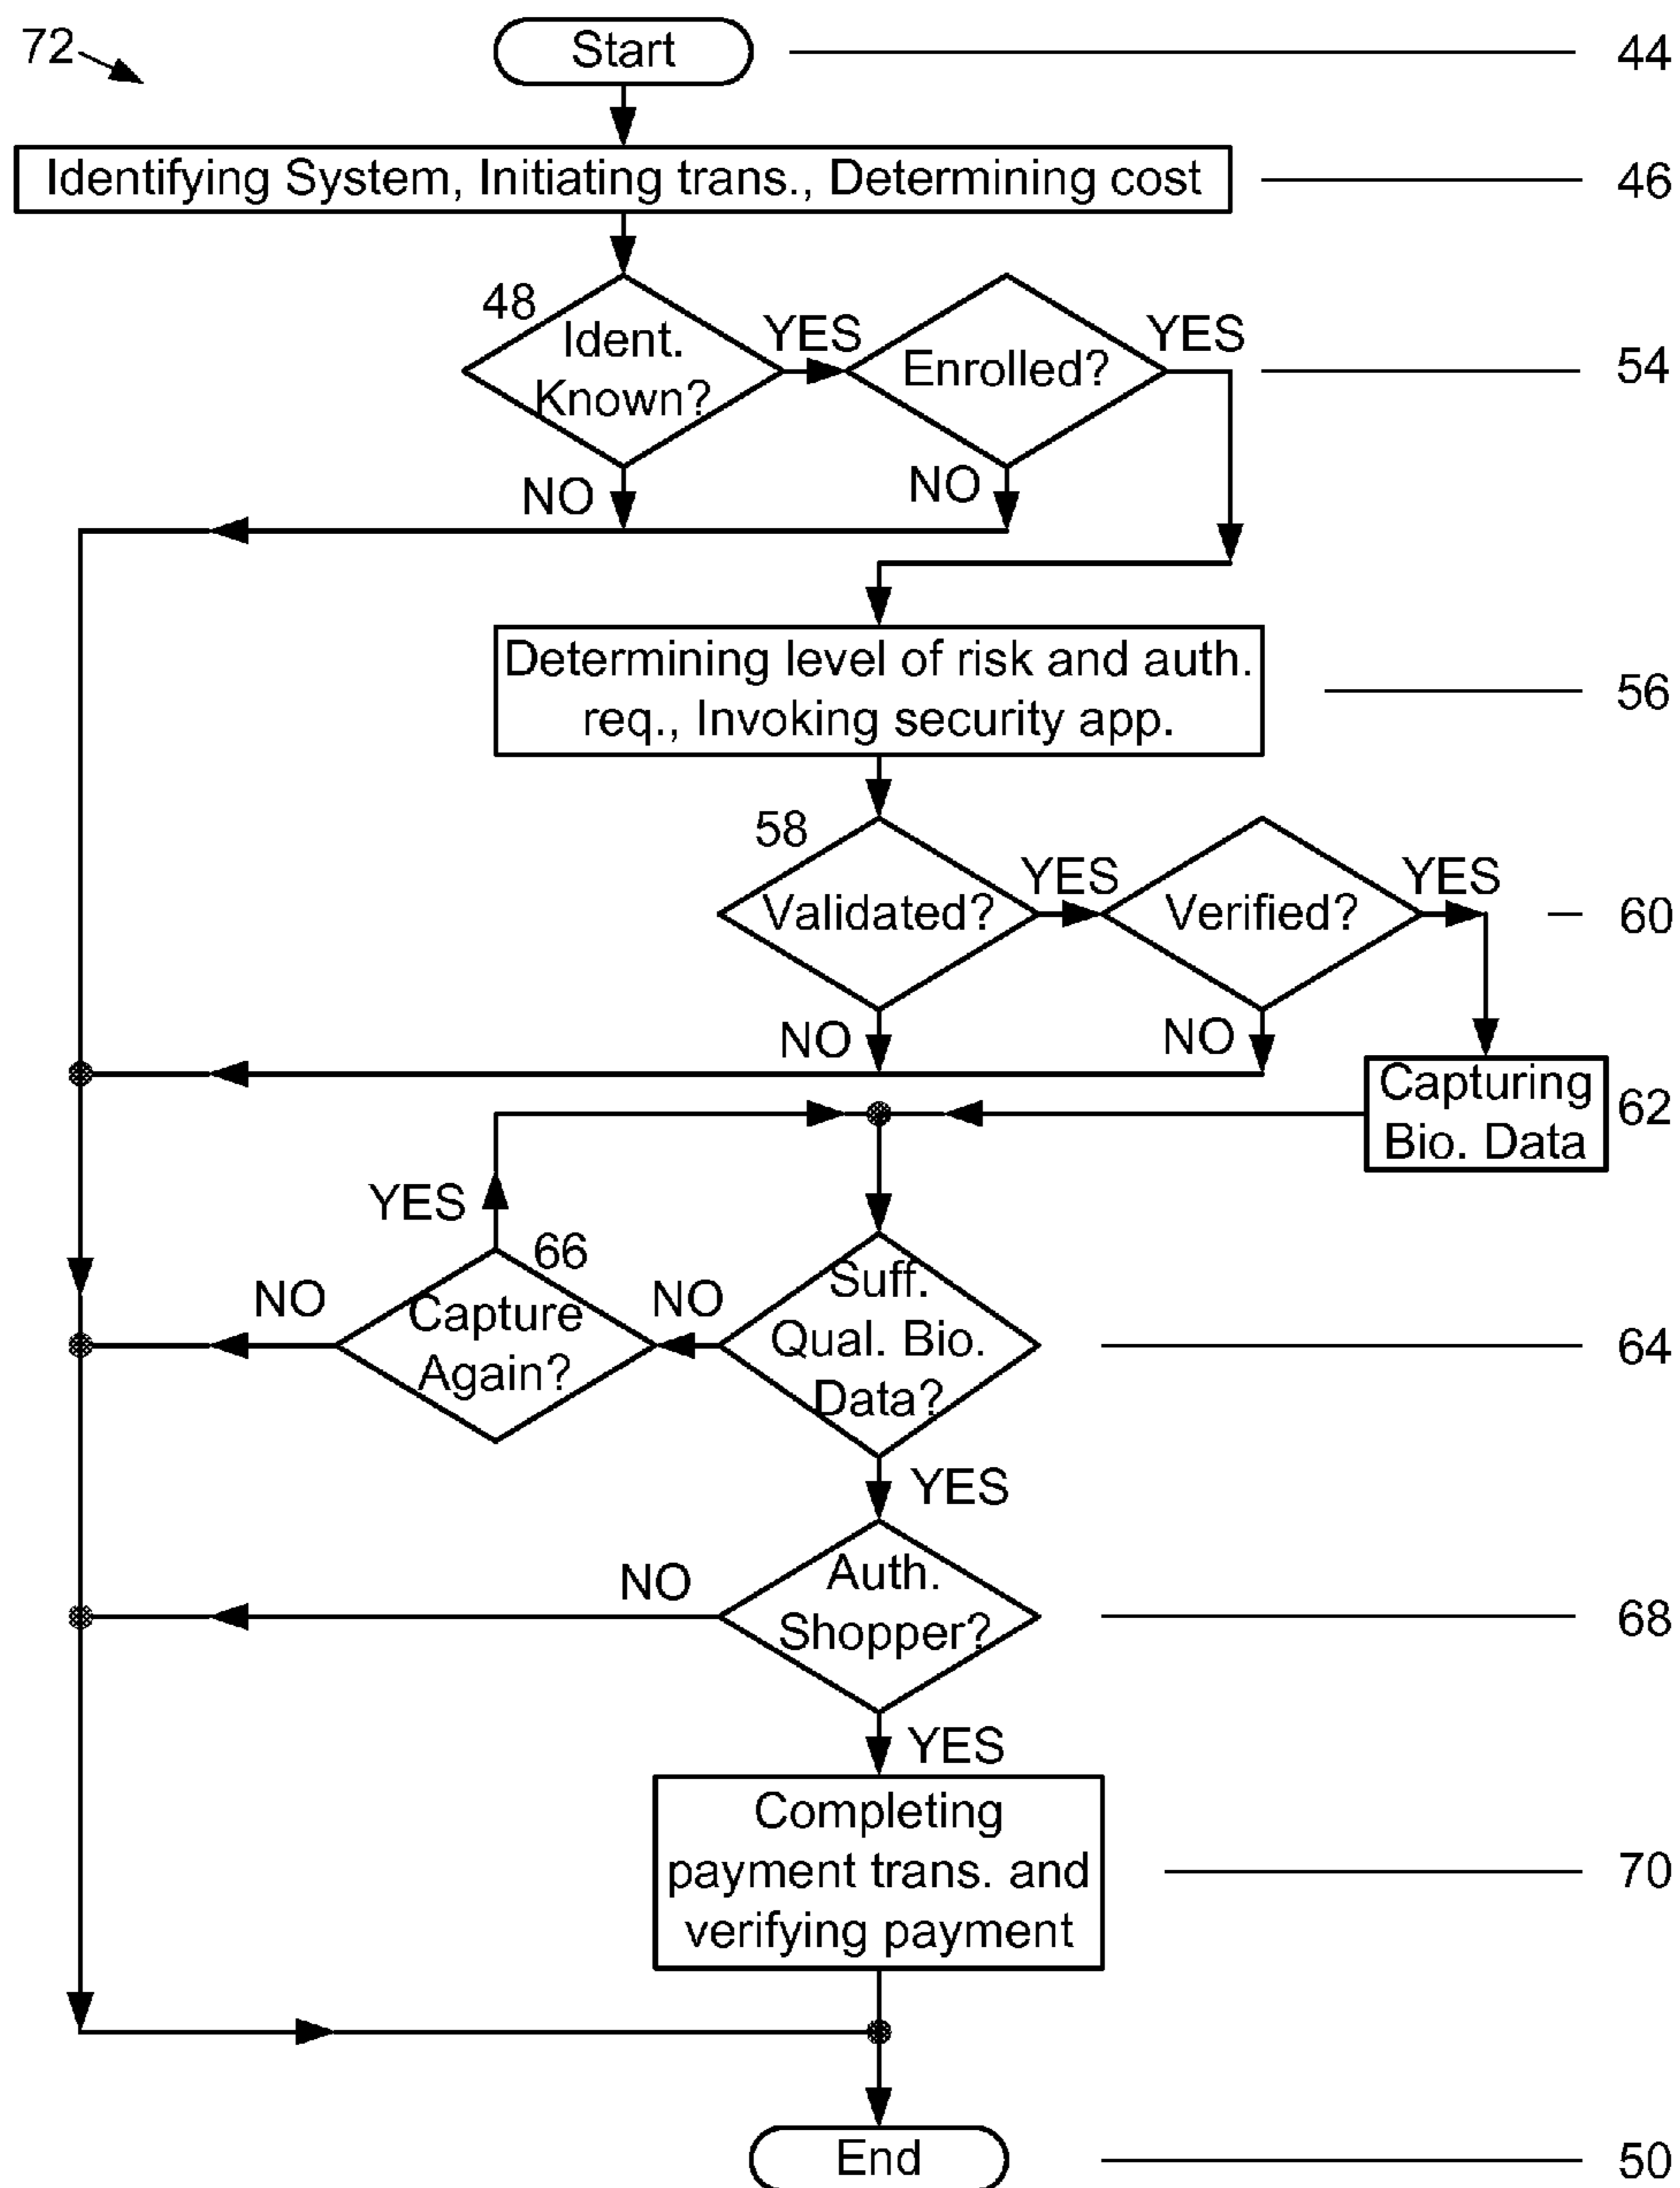 72
Start
44
Identifying System, Initiating trans., Determining cost
46
48
Ident.
Known?
YES
Enrolled?
YES
54
NO
NO
Determining level of risk and auth.
req., Invoking security app.
56
58
Validated?
YES
Verified?
YES
60
NO
NO
Capturing
Bio. Data
62
YES
66
NO
Capture
Again?
NO
Suff.
Qual. Bio.
Data?
64
YES
NO
Auth.
Shopper?
68
YES
Completing
payment trans. and
verifying payment
70
End
50